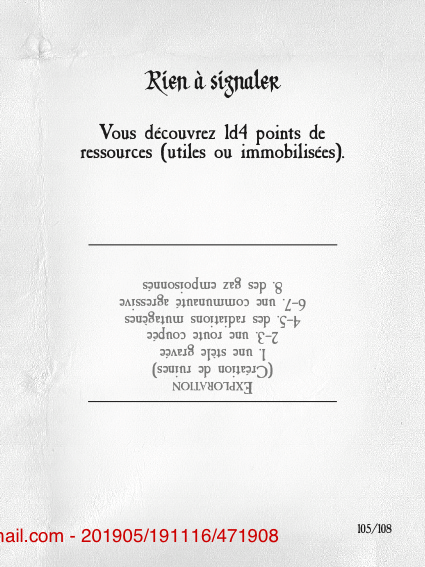 Rien à signaler
Vous découvrez 1d4 points de
ressources (utiles ou immobilisées).
EXPLORATION
(Création de ruines)
1. une stèle gravée
2-3. une route coupée
4-5. des radiations mutagènes
6-7. une communauté agressive
8. des gaz empoisonnés
ail.com - 201905/191116/471908
105/108